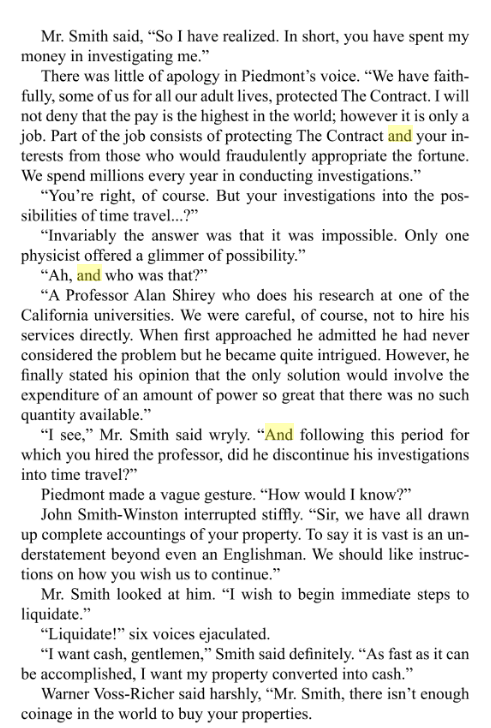 Mr. Smith said, “So I have realized. In short, you have spent my
money in investigating me.”
There was little of apology in Piedmont’s voice. “We have faith-
fully, some of us for all our adult lives, protected The Contract. I will
not deny that the pay is the highest in the world; however it is only a
job. Part of the job consists of protecting The Contract and your in-
terests from those who would fraudulently appropriate the fortune.
We spend millions every year in conducting investigations.”
“You’re right, of course. But your investigations into the pos-
sibilities of time travel...?”
“Invariably the answer was that it was impossible. Only one
physicist offered a glimmer of possibility.”
“Ah, and who was that?”
“A Professor Alan Shirey who does his research at one of the
California universities. We were careful, of course, not to hire his
services directly. When first approached he admitted he had never
considered the problem but he became quite intrigued. However, he
finally stated his opinion that the only solution would involve the
expenditure of an amount of power so great that there was no such
quantity available.”
“I see,” Mr. Smith said wryly. “And following this period for
which you hired the professor, did he discontinue his investigations
into time travel?”
Piedmont made a vague gesture. “How would I know?”
John Smith-Winston interrupted stiffly. “Sir, we have all drawn
up complete accountings of your property. To say it is vast is an un-
derstatement beyond even an Englishman. We should like instruc-
tions on how you wish us to continue.”
Mr. Smith looked at him. “I wish to begin immediate steps to
liquidate.”
“Liquidate!” six voices ejaculated.
“I want cash, gentlemen,” Smith said definitely. “As fast as it can
be accomplished, I want my property converted into cash.”
Warner Voss-Richer said harshly, “Mr. Smith, there isn’t enough
coinage in the world to buy your properties.